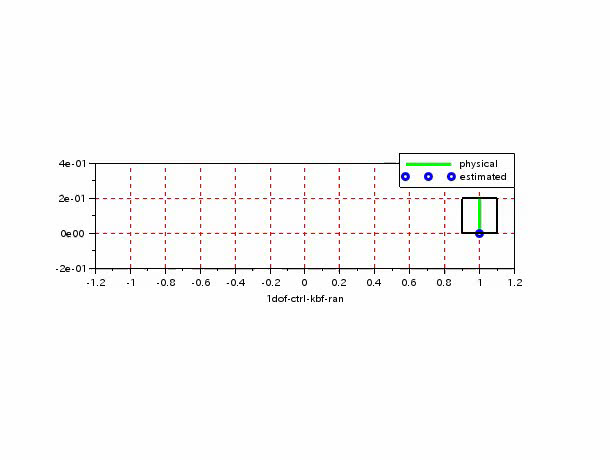 4e-01
physical
estimated
2e-01
0e00
-2e-01
-1.2 -1 -0.8 -0.6 -0.4 -0.2 0 0.2 0.4 0.6 0.8 1 1.2
1dof-ctrl-kbf-ran